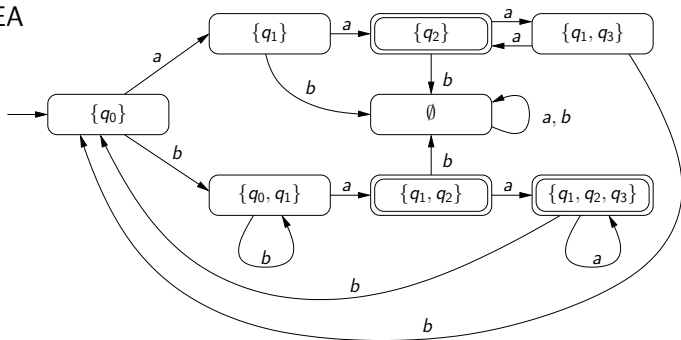 EA
a
a
{q₁}
a
{q₂}
a
{q₁, q₃}
b
b
{q₀}
∅
a, b
b
b
{q₀, q₁}
a
{q₁, q₂}
a
{q₁, q₂, q₃}
b
a
b
b